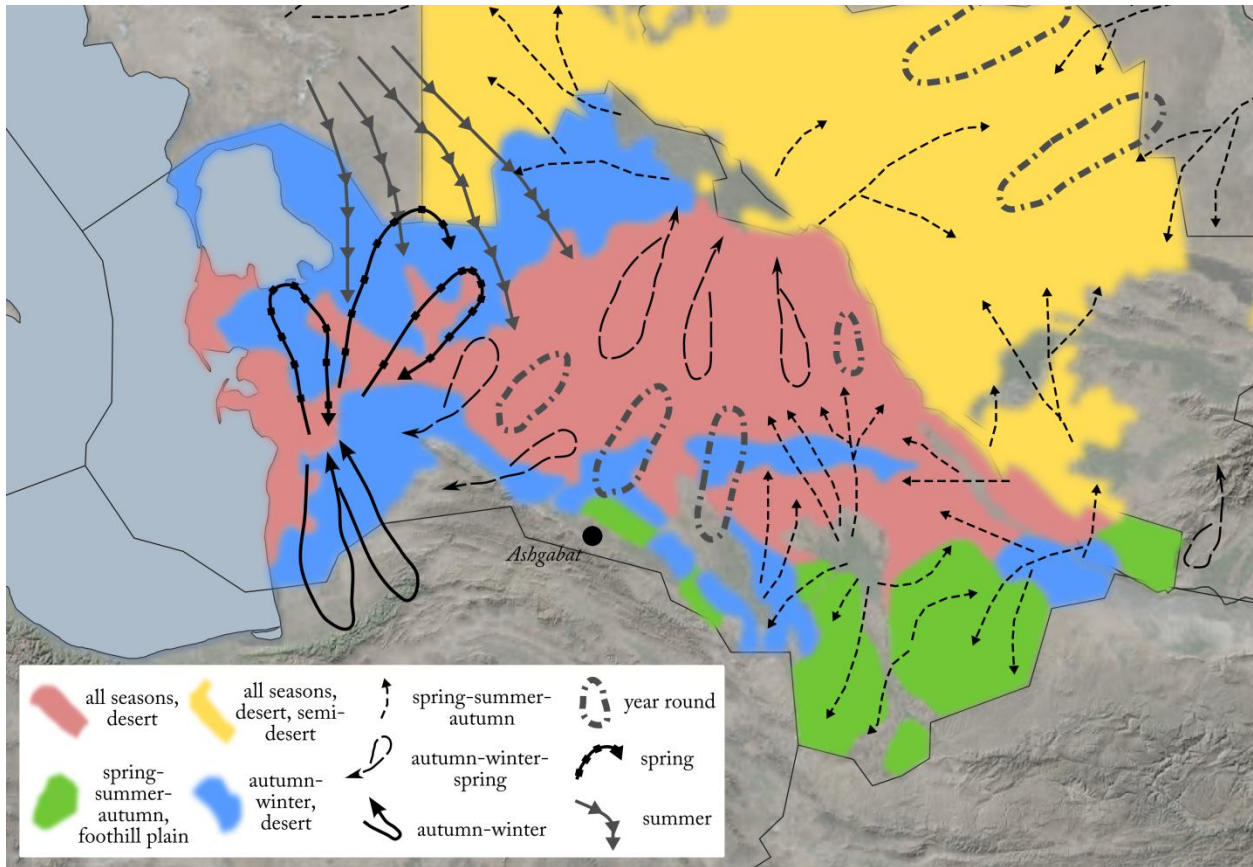 Ashgabat
all seasons,
desert
all seasons,
desert, semi-
desert
spring-
summer-
autumn,
foothill plain
autumn-
winter,
desert
spring-summer-
autumn
autumn-winter-
spring
autumn-winter
year round
spring
summer